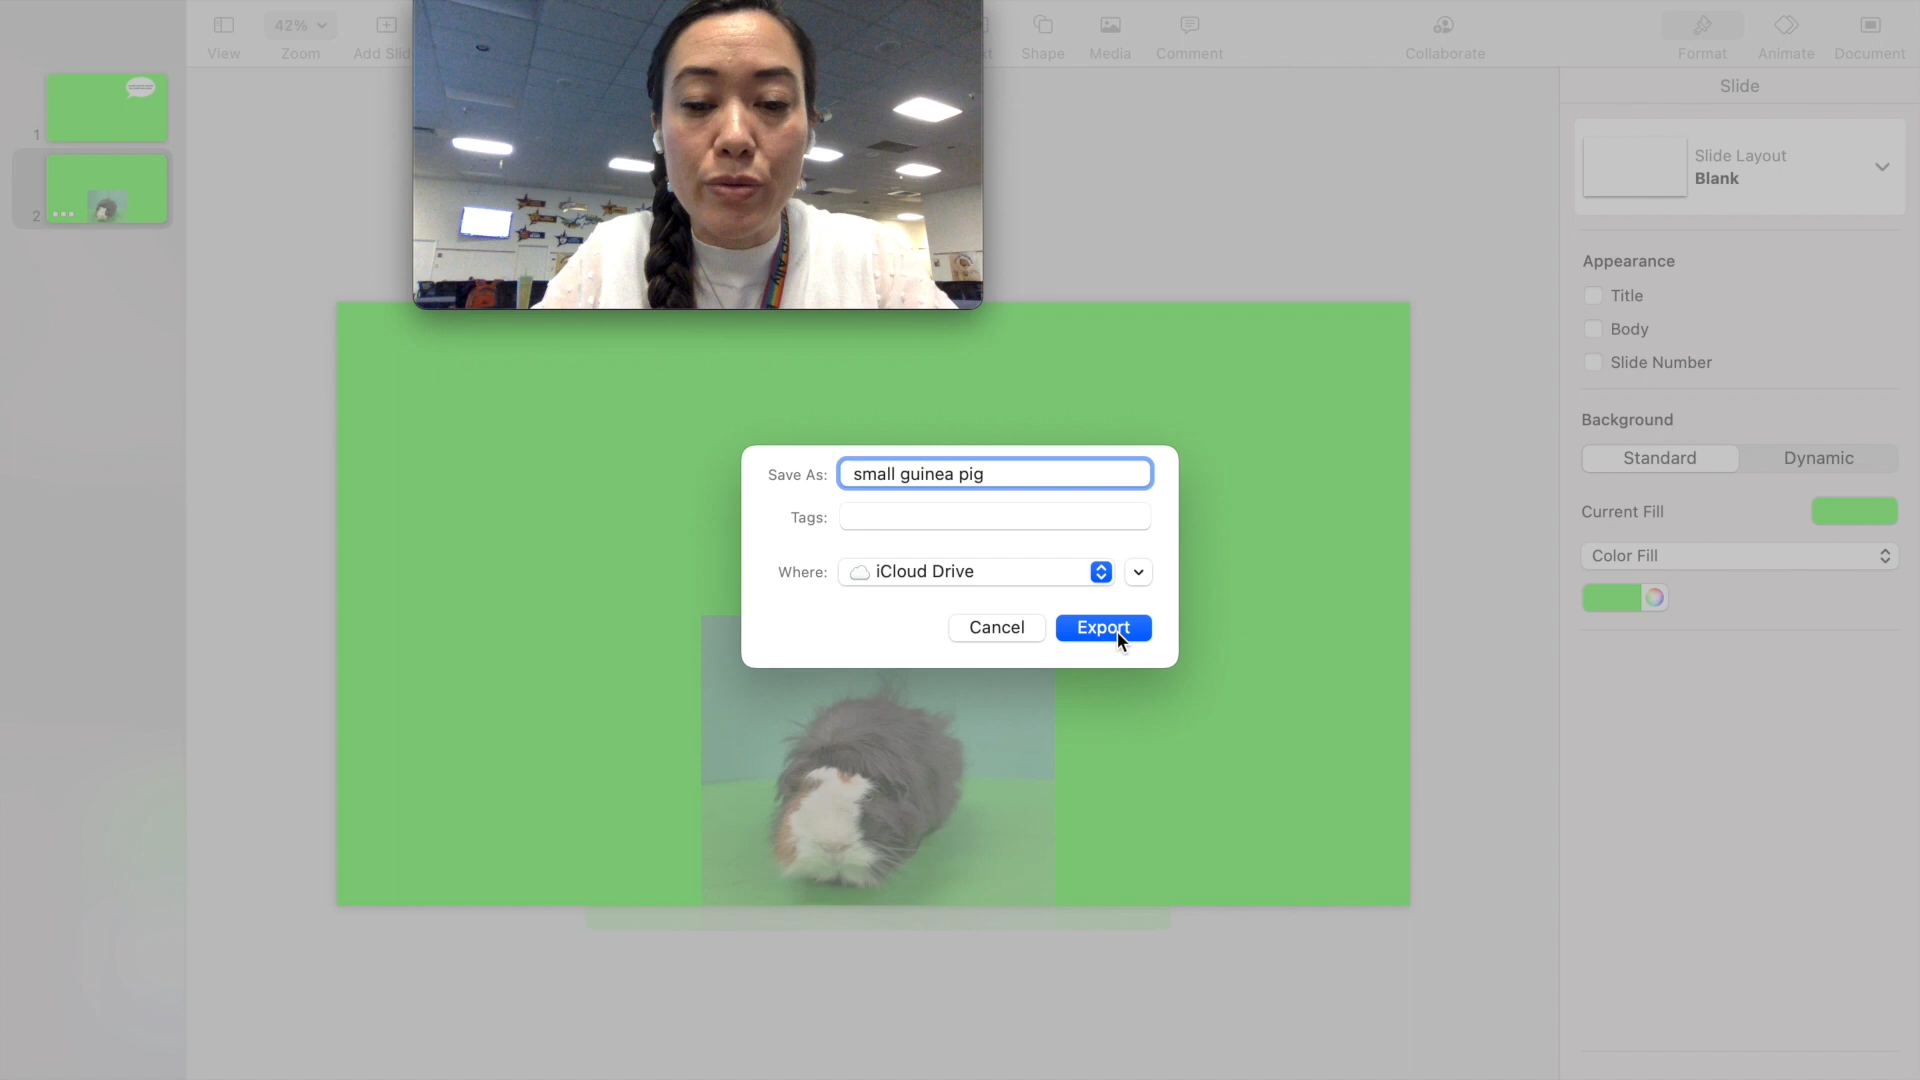 View
42%
Zoom
Add Slid
Shape
Media
Comment
Collaborate
Format
Animate
Document
1
2
Slide
Slide Layout
Blank
Appearance
Title
Body
Slide Number
Background
Standard
Dynamic
Current Fill
Color Fill
Save As: small guinea pig
Tags:
Where: iCloud Drive
Cancel
Export